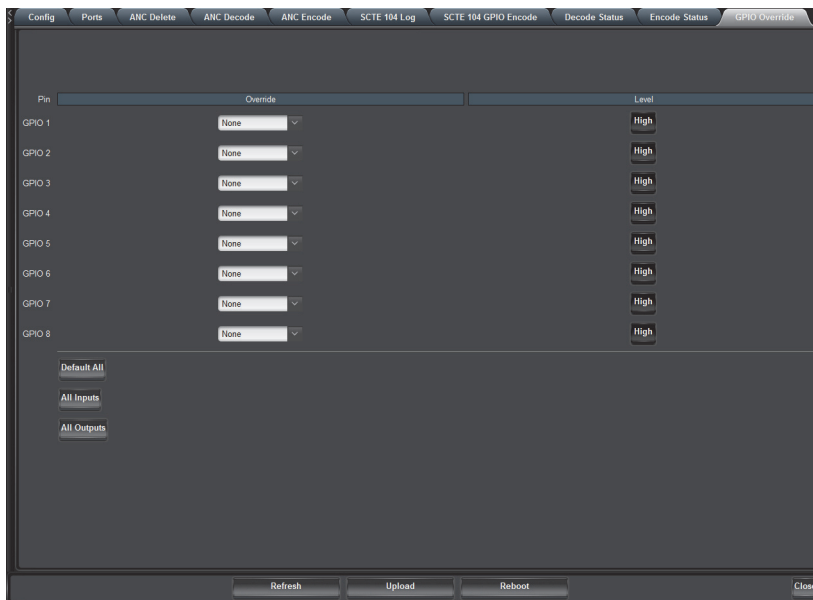 Config Ports ANC Delete ANC Decode ANC Encode SCTE 104 Log SCTE 104 GPIO Encode Decode Status Encode Status GPIO Override
Pin Override Level
GPIO 1 None High
GPIO 2 None High
GPIO 3 None High
GPIO 4 None High
GPIO 5 None High
GPIO 6 None High
GPIO 7 None High
GPIO 8 None High
Default All
All Inputs
All Outputs
Refresh Upload Reboot Close